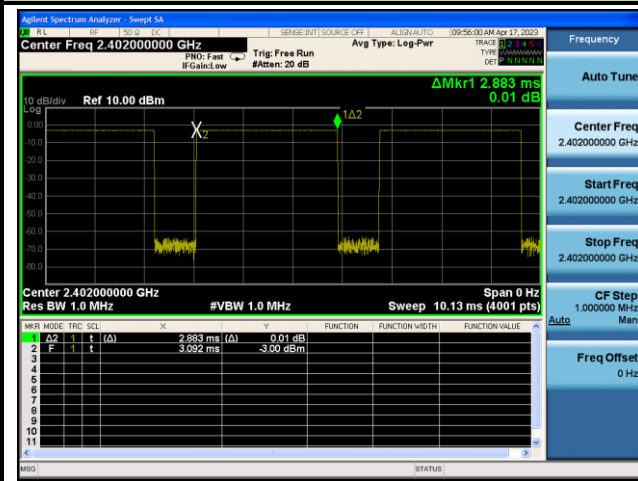 Agilent Spectrum Analyzer - Swept SA
RL RF 50 Ω DC SENSE:INT SOURCE OFF ALIGNAUTO 09:56:00 AM Apr 17, 2023
Center Freq 2.402000000 GHz
PNO: Fast
IFGain:Low
Trig: Free Run
#Atten: 20 dB
Avg Type: Log-Pwr
TRACE 1 2 3 4 5 6
TYPE
DET P N N N N N
ΔMkr1 2.883 ms
0.01 dB
10 dB/div Ref 10.00 dBm
Log
0.00
-10.0
-20.0
-30.0
-40.0
-50.0
-60.0
-70.0
-80.0
X2
1Δ2
Center 2.402000000 GHz
Span 0 Hz
Res BW 1.0 MHz #VBW 1.0 MHz Sweep 10.13 ms (4001 pts)
MKR MODE TRC SCL X Y FUNCTION FUNCTION WIDTH FUNCTION VALUE
1 Δ2 1 t (Δ) 2.883 ms (Δ) 0.01 dB
2 F 1 t 3.092 ms -3.00 dBm
3
4
5
6
7
8
9
10
11
MSG STATUS
Frequency
Auto Tune
Center Freq
2.402000000 GHz
Start Freq
2.402000000 GHz
Stop Freq
2.402000000 GHz
CF Step
1.000000 MHz
Auto Man
Freq Offset
0 Hz